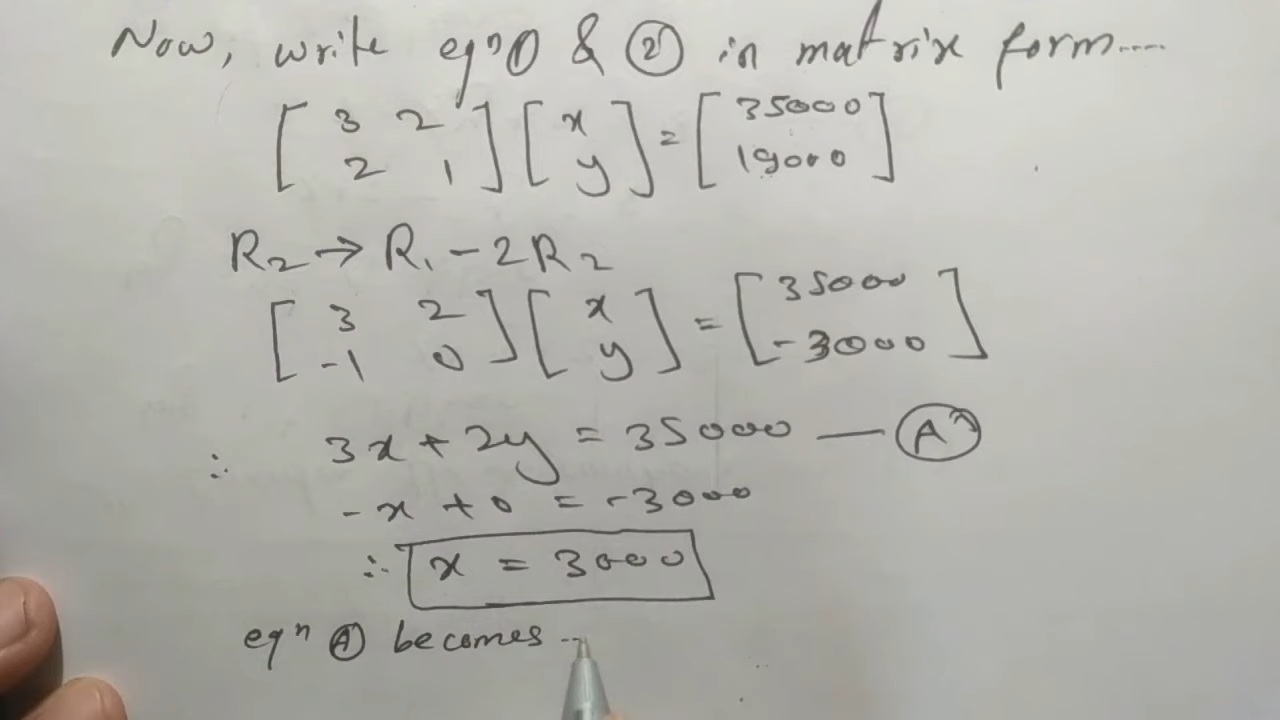 Now, write eqⁿ ① & ② in matrix form....
[3 2 2 1] [x y] = [35000 19000]
R₂ → R₁ - 2R₂
[3 2 -1 0] [x y] = [35000 -3000]
∴ 3x + 2y = 35000 — Ⓐ
-x + 0 = -3000
∴ x = 3000
eqⁿ Ⓐ becomes ..